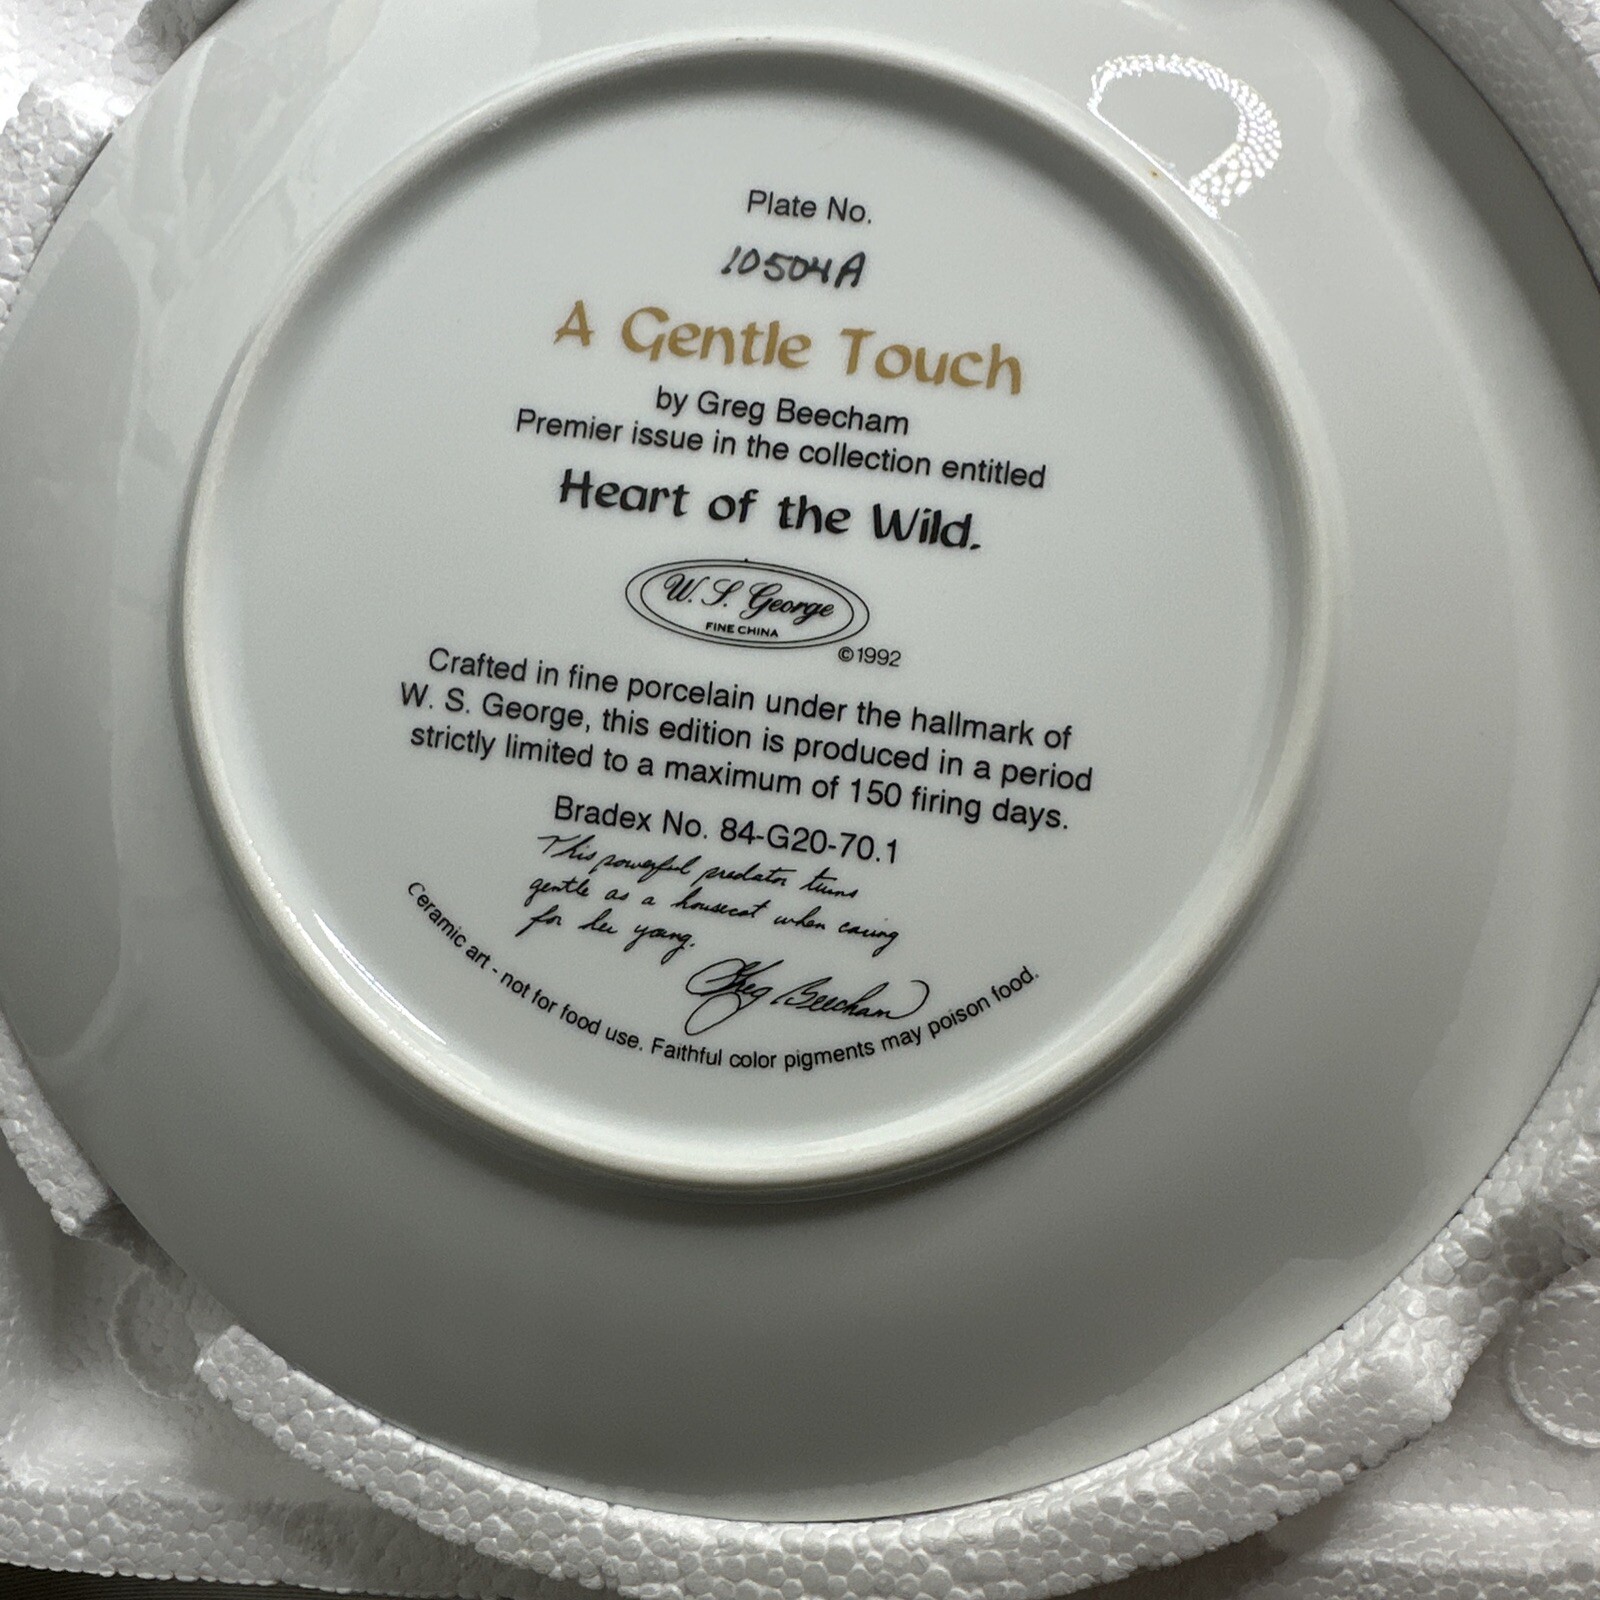 Plate No.
10504A
A Gentle Touch
by Greg Beecham
Premier issue in the collection entitled
Heart of the Wild.
W. S. George
FINE CHINA
©1992
Crafted in fine porcelain under the hallmark of
W. S. George, this edition is produced in a period
strictly limited to a maximum of 150 firing days.
Bradex No. 84-G20-70.1
This powerful predator turns
gentle as a housecat when caring
for her young.
Greg Beecham
Ceramic art - not for food use. Faithful color pigments may poison food.